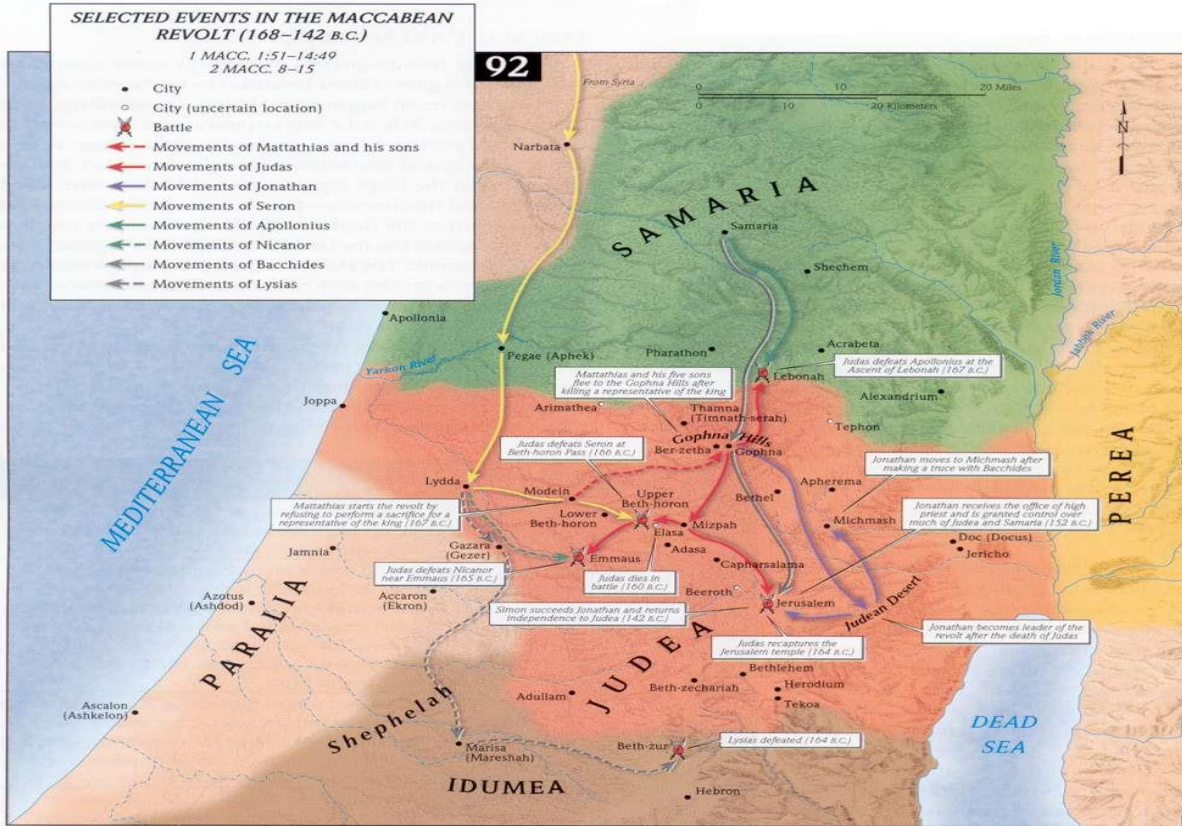 SELECTED EVENTS IN THE MACCABEAN
REVOLT (168–142 B.C.)
1 MACC. 1:51–14:49
2 MACC. 8–15
City
City (uncertain location)
Battle
Movements of Mattathias and his sons
Movements of Judas
Movements of Jonathan
Movements of Seron
Movements of Apollonius
Movements of Nicanor
Movements of Bacchides
Movements of Lysias
92
From Syria
0 10 20 Miles
0 10 20 Kilometers
N
Narbata
SAMARIA
Samaria
Shechem
Jordan River
Jabbok River
Apollonia
MEDITERRANEAN SEA
Yarkon River
Pegae (Aphek)
Pharathon
Acrabeta
Judas defeats Apollonius at the
Ascent of Lebonah (167 B.C.)
Lebonah
Mattathias and his five sons
flee to the Gophna Hills after
killing a representative of the king
Alexandrium
Joppa
Arimathea
Thamna
(Timnath-serah)
Tephon
Gophna Hills
Ber-zetha
Gophna
Judas defeats Seron at
Beth-horon Pass (166 B.C.)
Jonathan moves to Michmash after
making a truce with Bacchides
PEREA
Lydda
Modein
Upper
Beth-horon
Bethel
Apherema
Mattathias starts the revolt by
refusing to perform a sacrifice for a
representative of the king (167 B.C.)
Lower
Beth-horon
Jonathan receives the office of high
priest and is granted control over
much of Judea and Samaria (152 B.C.)
Mizpah
Michmash
Elasa
Doc (Docus)
Jericho
Jamnia
Gazara
(Gezer)
Adasa
Emmaus
Capharsalama
Judas defeats Nicanor
near Emmaus (165 B.C.)
Judas dies in
battle (160 B.C.)
Azotus
(Ashdod)
Accaron
(Ekron)
Beeroth
Jerusalem
Judean Desert
Simon succeeds Jonathan and returns
independence to Judea (142 B.C.)
Jonathan becomes leader of the
revolt after the death of Judas
PARALIA
JUDEA
Judas recaptures the
Jerusalem temple (164 B.C.)
Bethlehem
Beth-zechariah
Herodium
Adullam
Tekoa
Ascalon
(Ashkelon)
Shephelah
DEAD
SEA
Marisa
(Mareshah)
Beth-zur
Lysias defeated (164 B.C.)
IDUMEA
Hebron